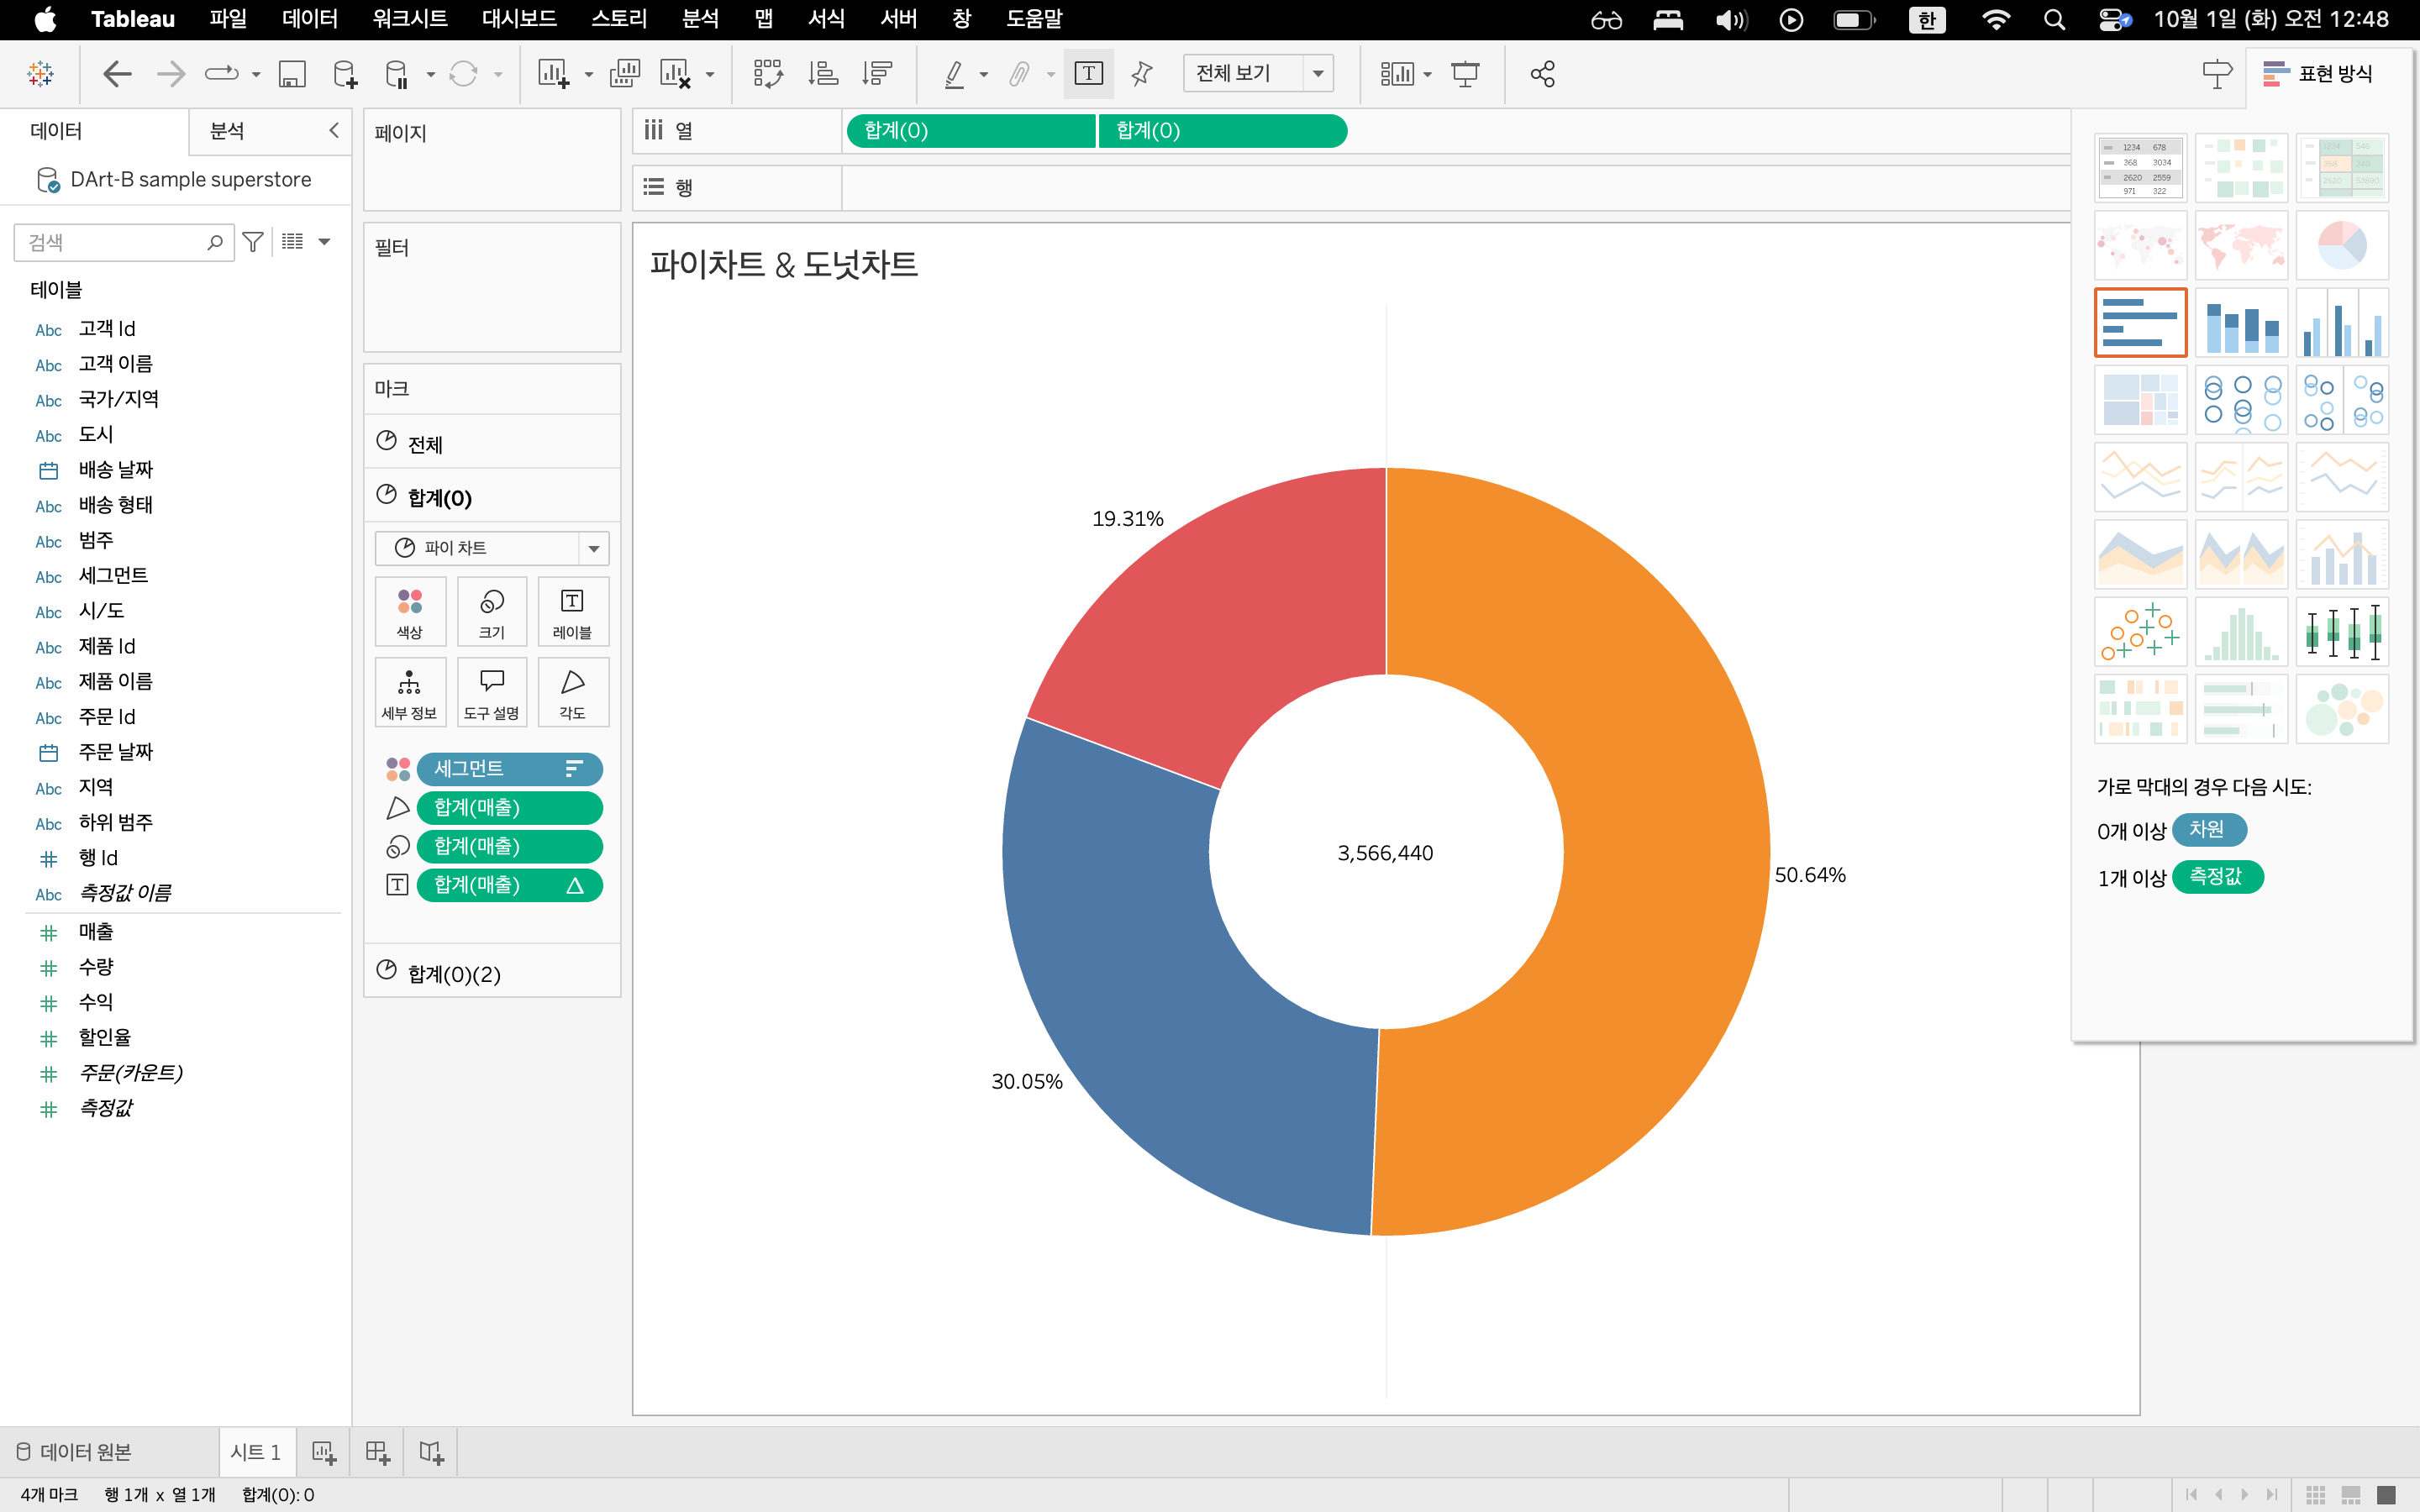 Tableau 파일 데이터 워크시트 대시보드 스토리 분석 맵 서식 서버 창 도움말 한 10월 1일 (화) 오전 12:48
전체 보기
표현 방식
데이터 분석
DArt-B sample superstore
검색
테이블
Abc 고객 Id
Abc 고객 이름
Abc 국가/지역
Abc 도시
배송 날짜
Abc 배송 형태
Abc 범주
Abc 세그먼트
Abc 시/도
Abc 제품 Id
Abc 제품 이름
Abc 주문 Id
주문 날짜
Abc 지역
Abc 하위 범주
행 Id
Abc 측정값 이름
매출
수량
수익
할인율
주문(카운트)
측정값
페이지
필터
마크
전체
합계(0)
파이 차트
색상 크기 레이블
세부 정보 도구 설명 각도
세그먼트
합계(매출)
합계(매출)
합계(매출)
합계(0)(2)
열 합계(0) 합계(0)
행
파이차트 & 도넛차트
19.31%
3,566,440
50.64%
30.05%
1234 678
368 3034
2620 2559
971 322
가로 막대의 경우 다음 시도:
0개 이상 차원
1개 이상 측정값
데이터 원본 시트 1
4개 마크 행 1개 x 열 1개 합계(0): 0